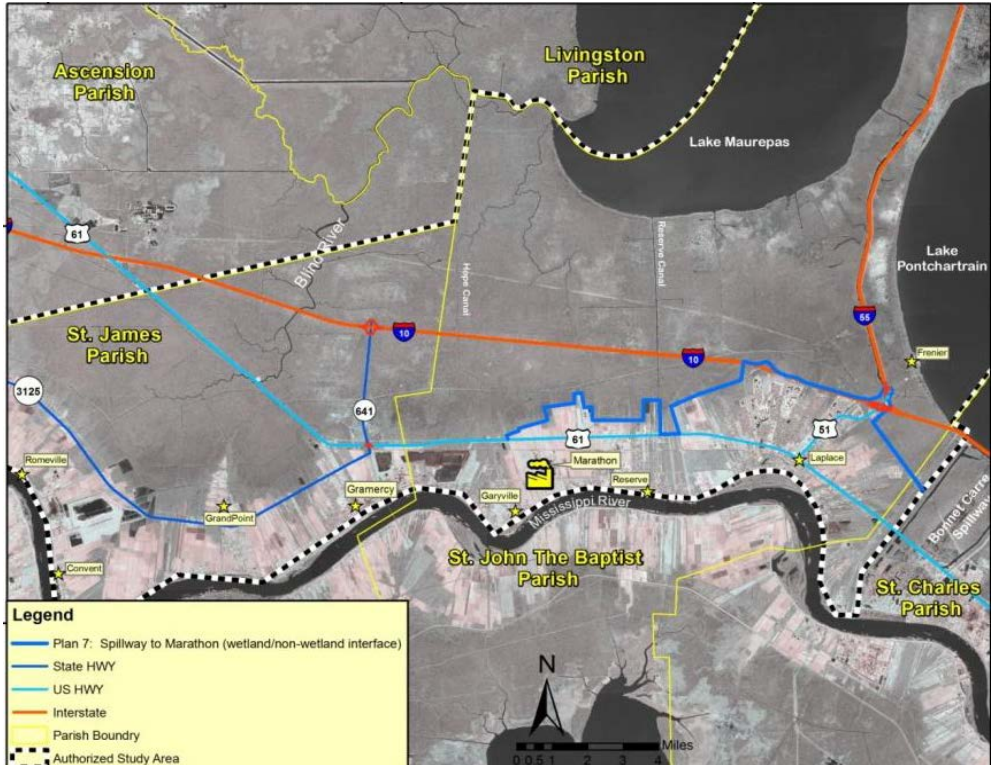 Ascension
Parish
Livingston
Parish
Lake Maurepas
61
Blind River
Hope Canal
Reserve Canal
Lake
Pontchartrain
St. James
Parish
10
10
55
Frenier
3125
641
61
51
Romeville
Marathon
Laplace
Gramercy
Garyville
Reserve
GrandPoint
Mississippi River
Bonnet Carre
Spillway
Convent
St. John The Baptist
Parish
St. Charles
Parish
Legend
Plan 7: Spillway to Marathon (wetland/non-wetland interface)
State HWY
US HWY
Interstate
Parish Boundry
Authorized Study Area
N
Miles
0 0.5 1 2 3 4